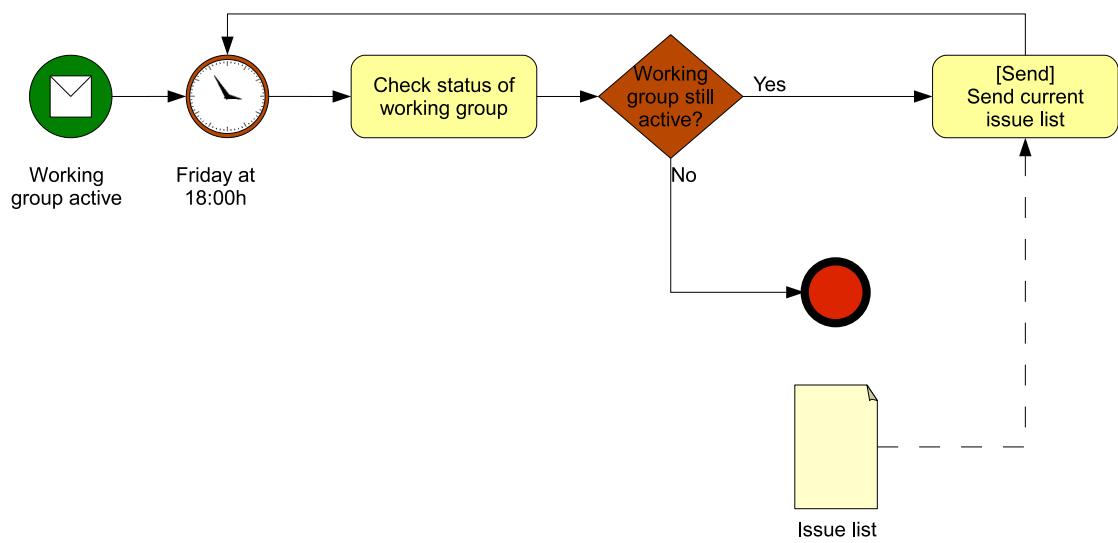 Working
group active
Friday at
18:00h
Check status of
working group
Working
group still
active?
Yes
No
[Send]
Send current
issue list
Issue list